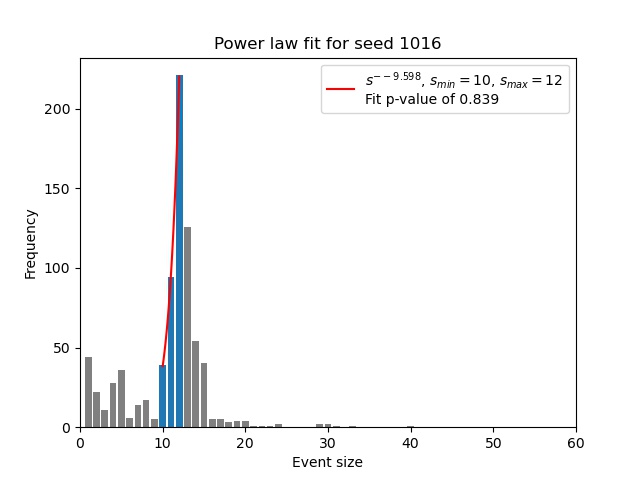 Power law fit for seed 1016
s^{--9.598}, s_{min} = 10, s_{max} = 12
Fit p-value of 0.839
Frequency
200
150
100
50
0
0 10 20 30 40 50 60
Event size